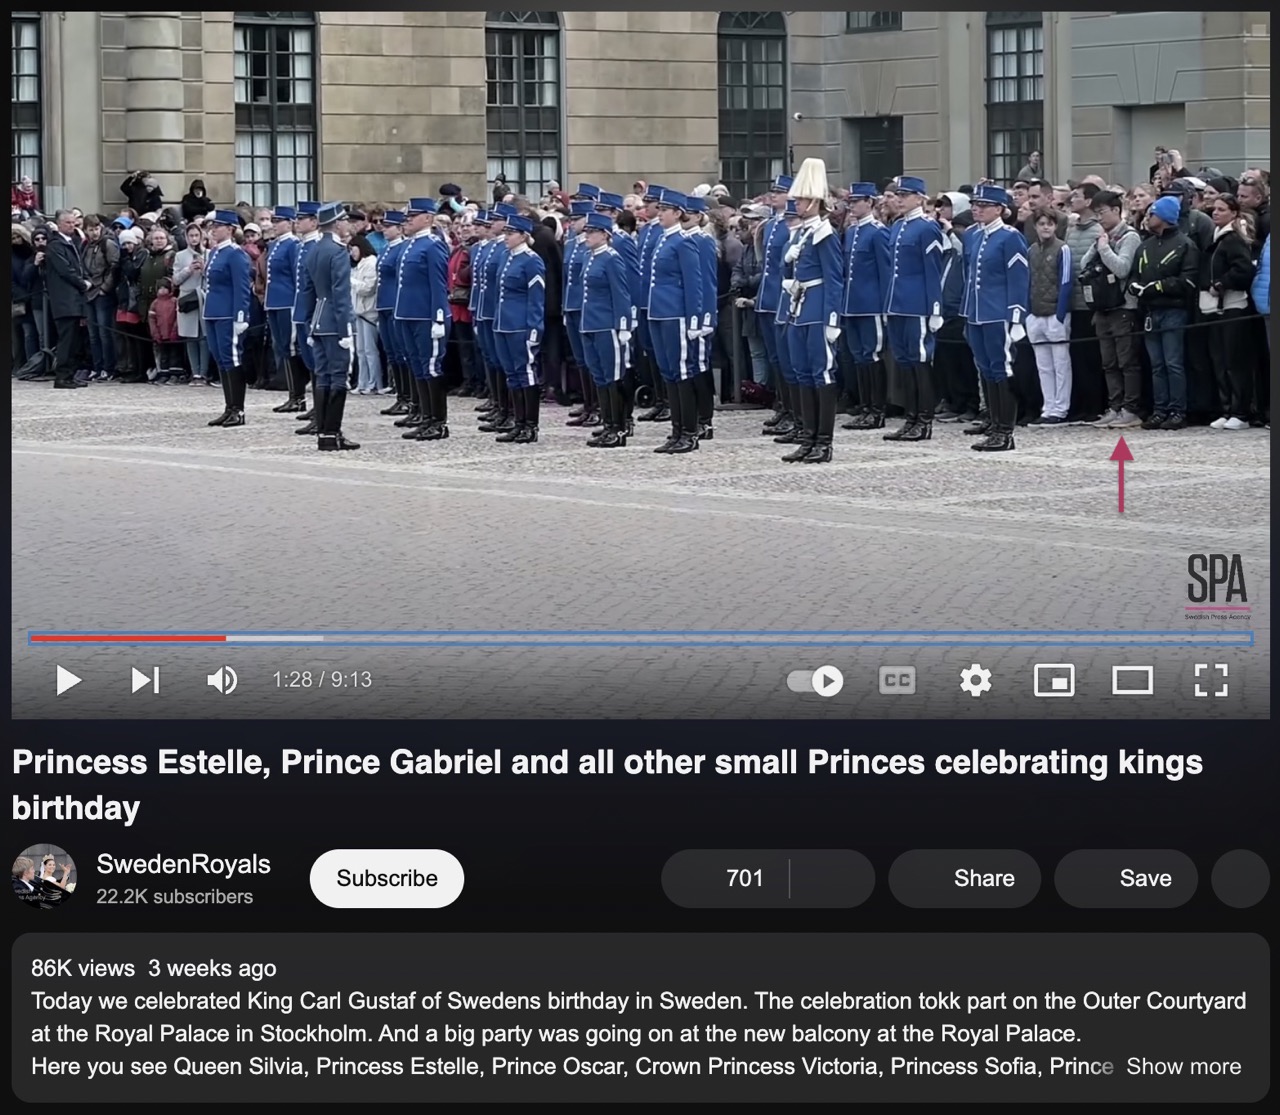 SPA
Swedish Press Agency
1:28 / 9:13
CC
Princess Estelle, Prince Gabriel and all other small Princes celebrating kings
birthday
SwedenRoyals
22.2K subscribers
Subscribe
701
Share
Save
86K views 3 weeks ago
Today we celebrated King Carl Gustaf of Swedens birthday in Sweden. The celebration tokk part on the Outer Courtyard
at the Royal Palace in Stockholm. And a big party was going on at the new balcony at the Royal Palace.
Here you see Queen Silvia, Princess Estelle, Prince Oscar, Crown Princess Victoria, Princess Sofia, Prince Show more